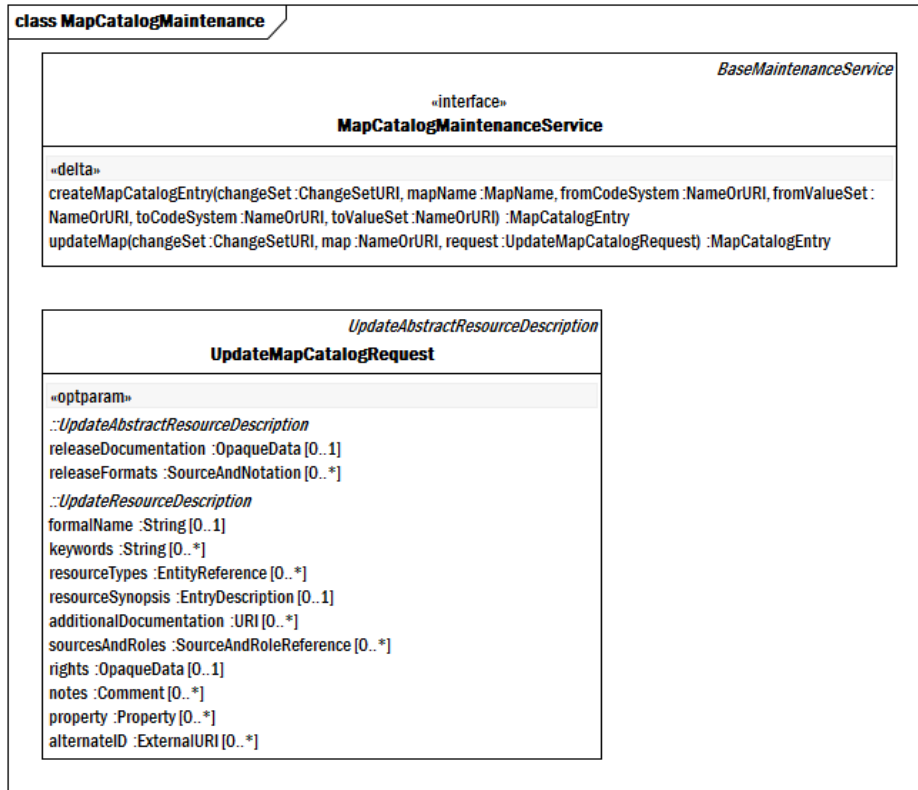 class MapCatalogMaintenance
BaseMaintenanceService
«interface»
MapCatalogMaintenanceService
«delta»
createMapCatalogEntry(changeSet :ChangeSetURI, mapName :MapName, fromCodeSystem :NameOrURI, fromValueSet :
NameOrURI, toCodeSystem :NameOrURI, toValueSet :NameOrURI) :MapCatalogEntry
updateMap(changeSet :ChangeSetURI, map :NameOrURI, request :UpdateMapCatalogRequest) :MapCatalogEntry
UpdateAbstractResourceDescription
UpdateMapCatalogRequest
«optparam»
::UpdateAbstractResourceDescription
releaseDocumentation :OpaqueData [0..1]
releaseFormats :SourceAndNotation [0..*]
::UpdateResourceDescription
formalName :String [0..1]
keywords :String [0..*]
resourceTypes :EntityReference [0..*]
resourceSynopsis :EntryDescription [0..1]
additionalDocumentation :URI [0..*]
sourcesAndRoles :SourceAndRoleReference [0..*]
rights :OpaqueData [0..1]
notes :Comment [0..*]
property :Property [0..*]
alternateID :ExternalURI [0..*]